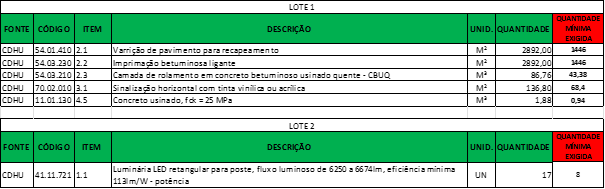 LOTE 1
FONTE CÓDIGO ITEM DESCRIÇÃO UNID. QUANTIDADE QUANTIDADE MÍNIMA EXIGIDA
CDHU 54.01.410 2.1 Varrição de pavimento para recapeamento M² 2892,00 1446
CDHU 54.03.230 2.2 Imprimação betuminosa ligante M² 2892,00 1446
CDHU 54.03.210 2.3 Camada de rolamento em concreto betuminoso usinado quente - CBUQ M³ 86,76 43,38
CDHU 70.02.010 3.1 Sinalização horizontal com tinta vinílica ou acrílica M² 136,80 68,4
CDHU 11.01.130 4.5 Concreto usinado, fck = 25 MPa M³ 1,88 0,94
LOTE 2
FONTE CÓDIGO ITEM DESCRIÇÃO UNID. QUANTIDADE QUANTIDADE MÍNIMA EXIGIDA
CDHU 41.11.721 1.1 Luminária LED retangular para poste, fluxo luminoso de 6250 a 6674lm, eficiência mínima
113lm/W - potência UN 17 8